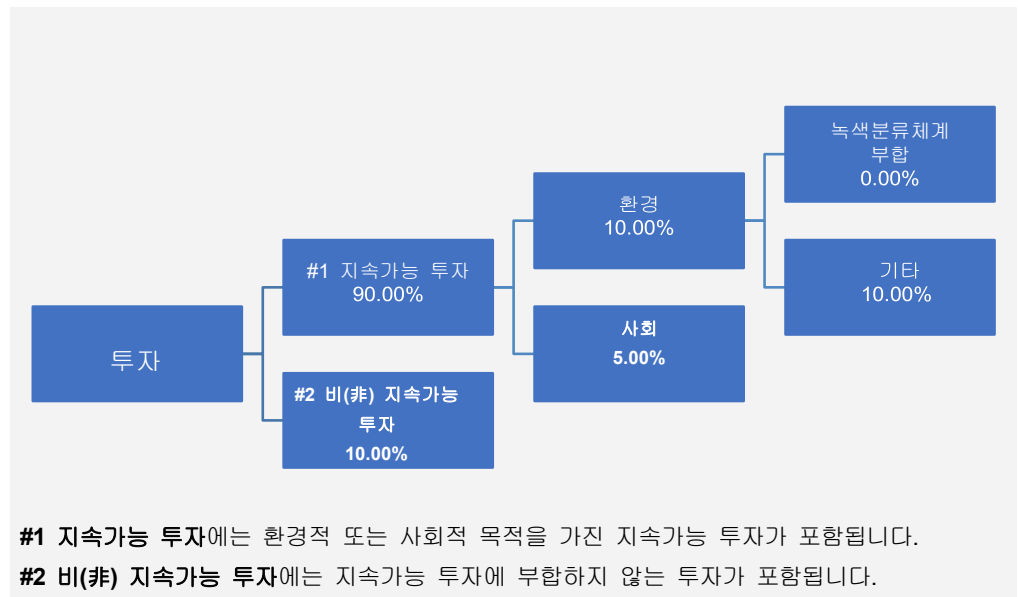 녹색분류체계
부합
0.00%
환경
10.00%
#1 지속가능 투자
90.00%
기타
10.00%
투자
사회
5.00%
#2 비(非) 지속가능
투자
10.00%
#1 지속가능 투자에는 환경적 또는 사회적 목적을 가진 지속가능 투자가 포함됩니다.
#2 비(非) 지속가능 투자에는 지속가능 투자에 부합하지 않는 투자가 포함됩니다.